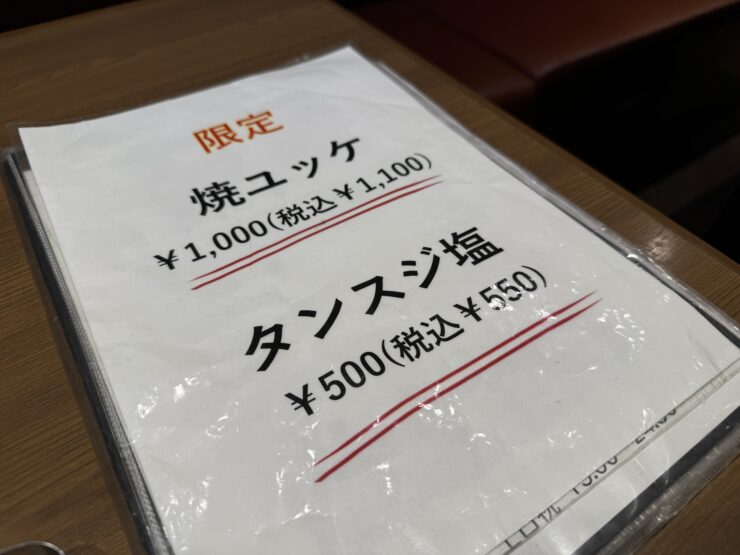 限定
焼ユッケ
￥1,000(税込￥1,100)
タンスジ塩
￥500(税込￥550)